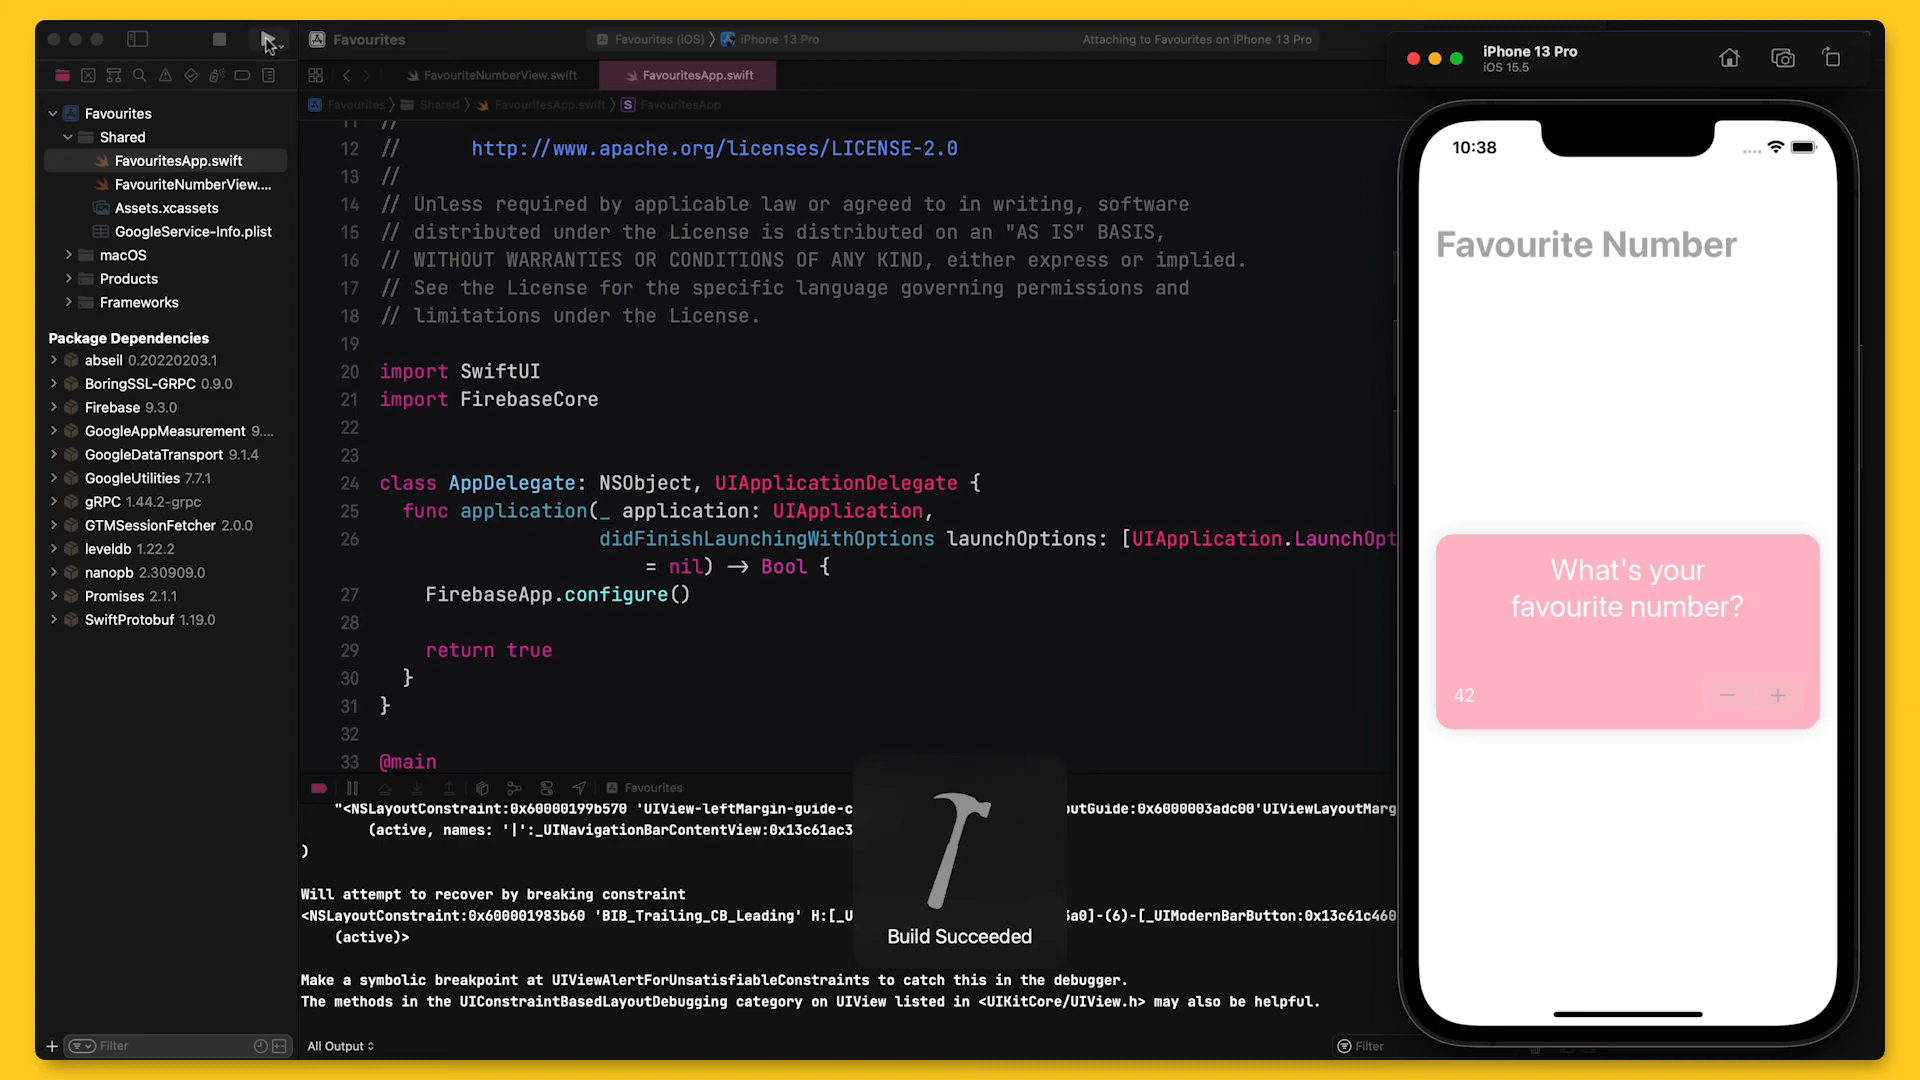 Favourites
Favourites (iOS) 〉 iPhone 13 Pro
Attaching to Favourites on iPhone 13 Pro
FavouriteNumberView.swift
FavouritesApp.swift
Favourites 〉 Shared 〉 FavouritesApp.swift 〉 S FavouritesApp
Favourites
Shared
FavouritesApp.swift
FavouriteNumberView....
Assets.xcassets
GoogleService-Info.plist
macOS
Products
Frameworks
Package Dependencies
abseil 0.20220203.1
BoringSSL-GRPC 0.9.0
Firebase 9.3.0
GoogleAppMeasurement 9....
GoogleDataTransport 9.1.4
GoogleUtilities 7.7.1
gRPC 1.44.2-grpc
GTMSessionFetcher 2.0.0
leveldb 1.22.2
nanopb 2.30909.0
Promises 2.1.1
SwiftProtobuf 1.19.0
Filter
11 //
12 // http://www.apache.org/licenses/LICENSE-2.0
13 //
14 // Unless required by applicable law or agreed to in writing, software
15 // distributed under the License is distributed on an "AS IS" BASIS,
16 // WITHOUT WARRANTIES OR CONDITIONS OF ANY KIND, either express or implied.
17 // See the License for the specific language governing permissions and
18 // limitations under the License.
19
20 import SwiftUI
21 import FirebaseCore
22
23
24 class AppDelegate: NSObject, UIApplicationDelegate {
25 func application(_ application: UIApplication,
26 didFinishLaunchingWithOptions launchOptions: [UIApplication.LaunchOpt
= nil) -> Bool {
27 FirebaseApp.configure()
28
29 return true
30 }
31 }
32
33 @main
Favourites
"<NSLayoutConstraint:0x60000199b570 'UIView-leftMargin-guide-c outGuide:0x6000003adc00'UIViewLayoutMarg
(active, names: '|':_UINavigationBarContentView:0x13c61ac3
)
Will attempt to recover by breaking constraint
<NSLayoutConstraint:0x600001983b60 'BIB_Trailing_CB_Leading' H:[_U 3a0]-(6)-[_UIModernBarButton:0x13c61c460
(active)>
Make a symbolic breakpoint at UIViewAlertForUnsatisfiableConstraints to catch this in the debugger.
The methods in the UIConstraintBasedLayoutDebugging category on UIView listed in <UIKitCore/UIView.h> may also be helpful.
All Output
Filter
Build Succeeded
iPhone 13 Pro
iOS 15.5
10:38
Favourite Number
What's your
favourite number?
42 − +